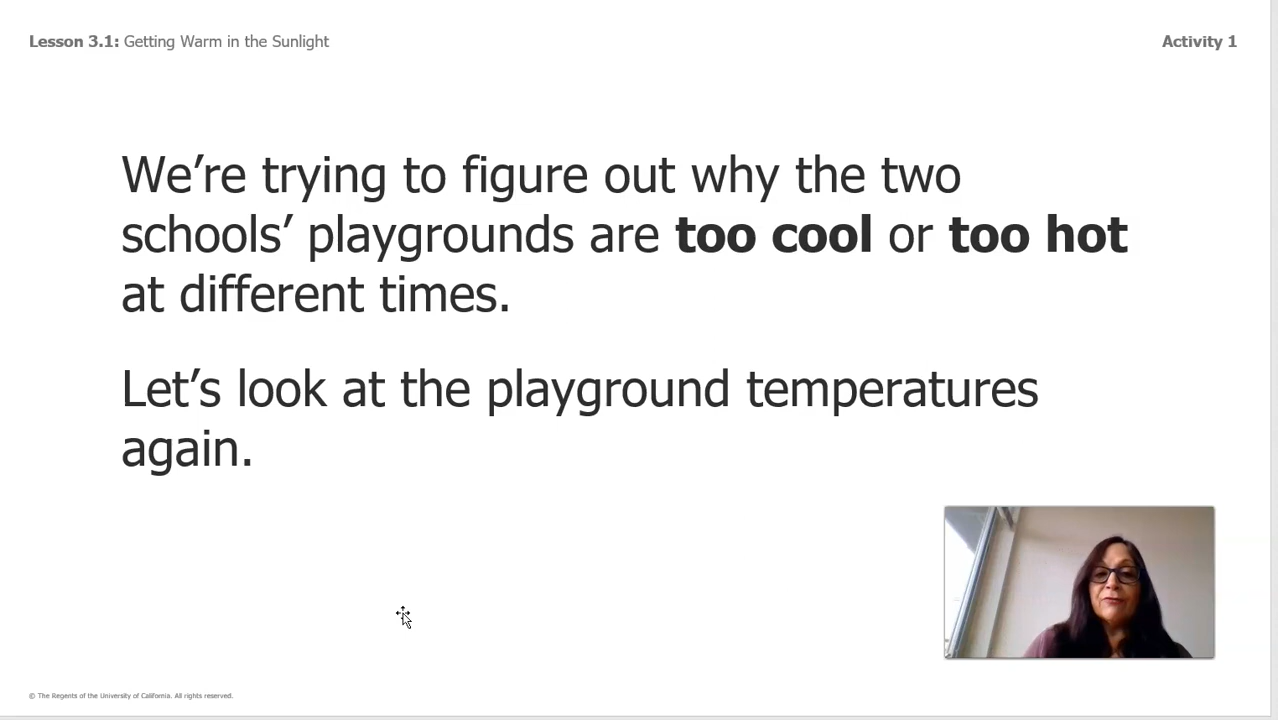 Lesson 3.1: Getting Warm in the Sunlight
Activity 1
We’re trying to figure out why the two
schools’ playgrounds are too cool or too hot
at different times.
Let’s look at the playground temperatures
again.
© The Regents of the University of California. All rights reserved.